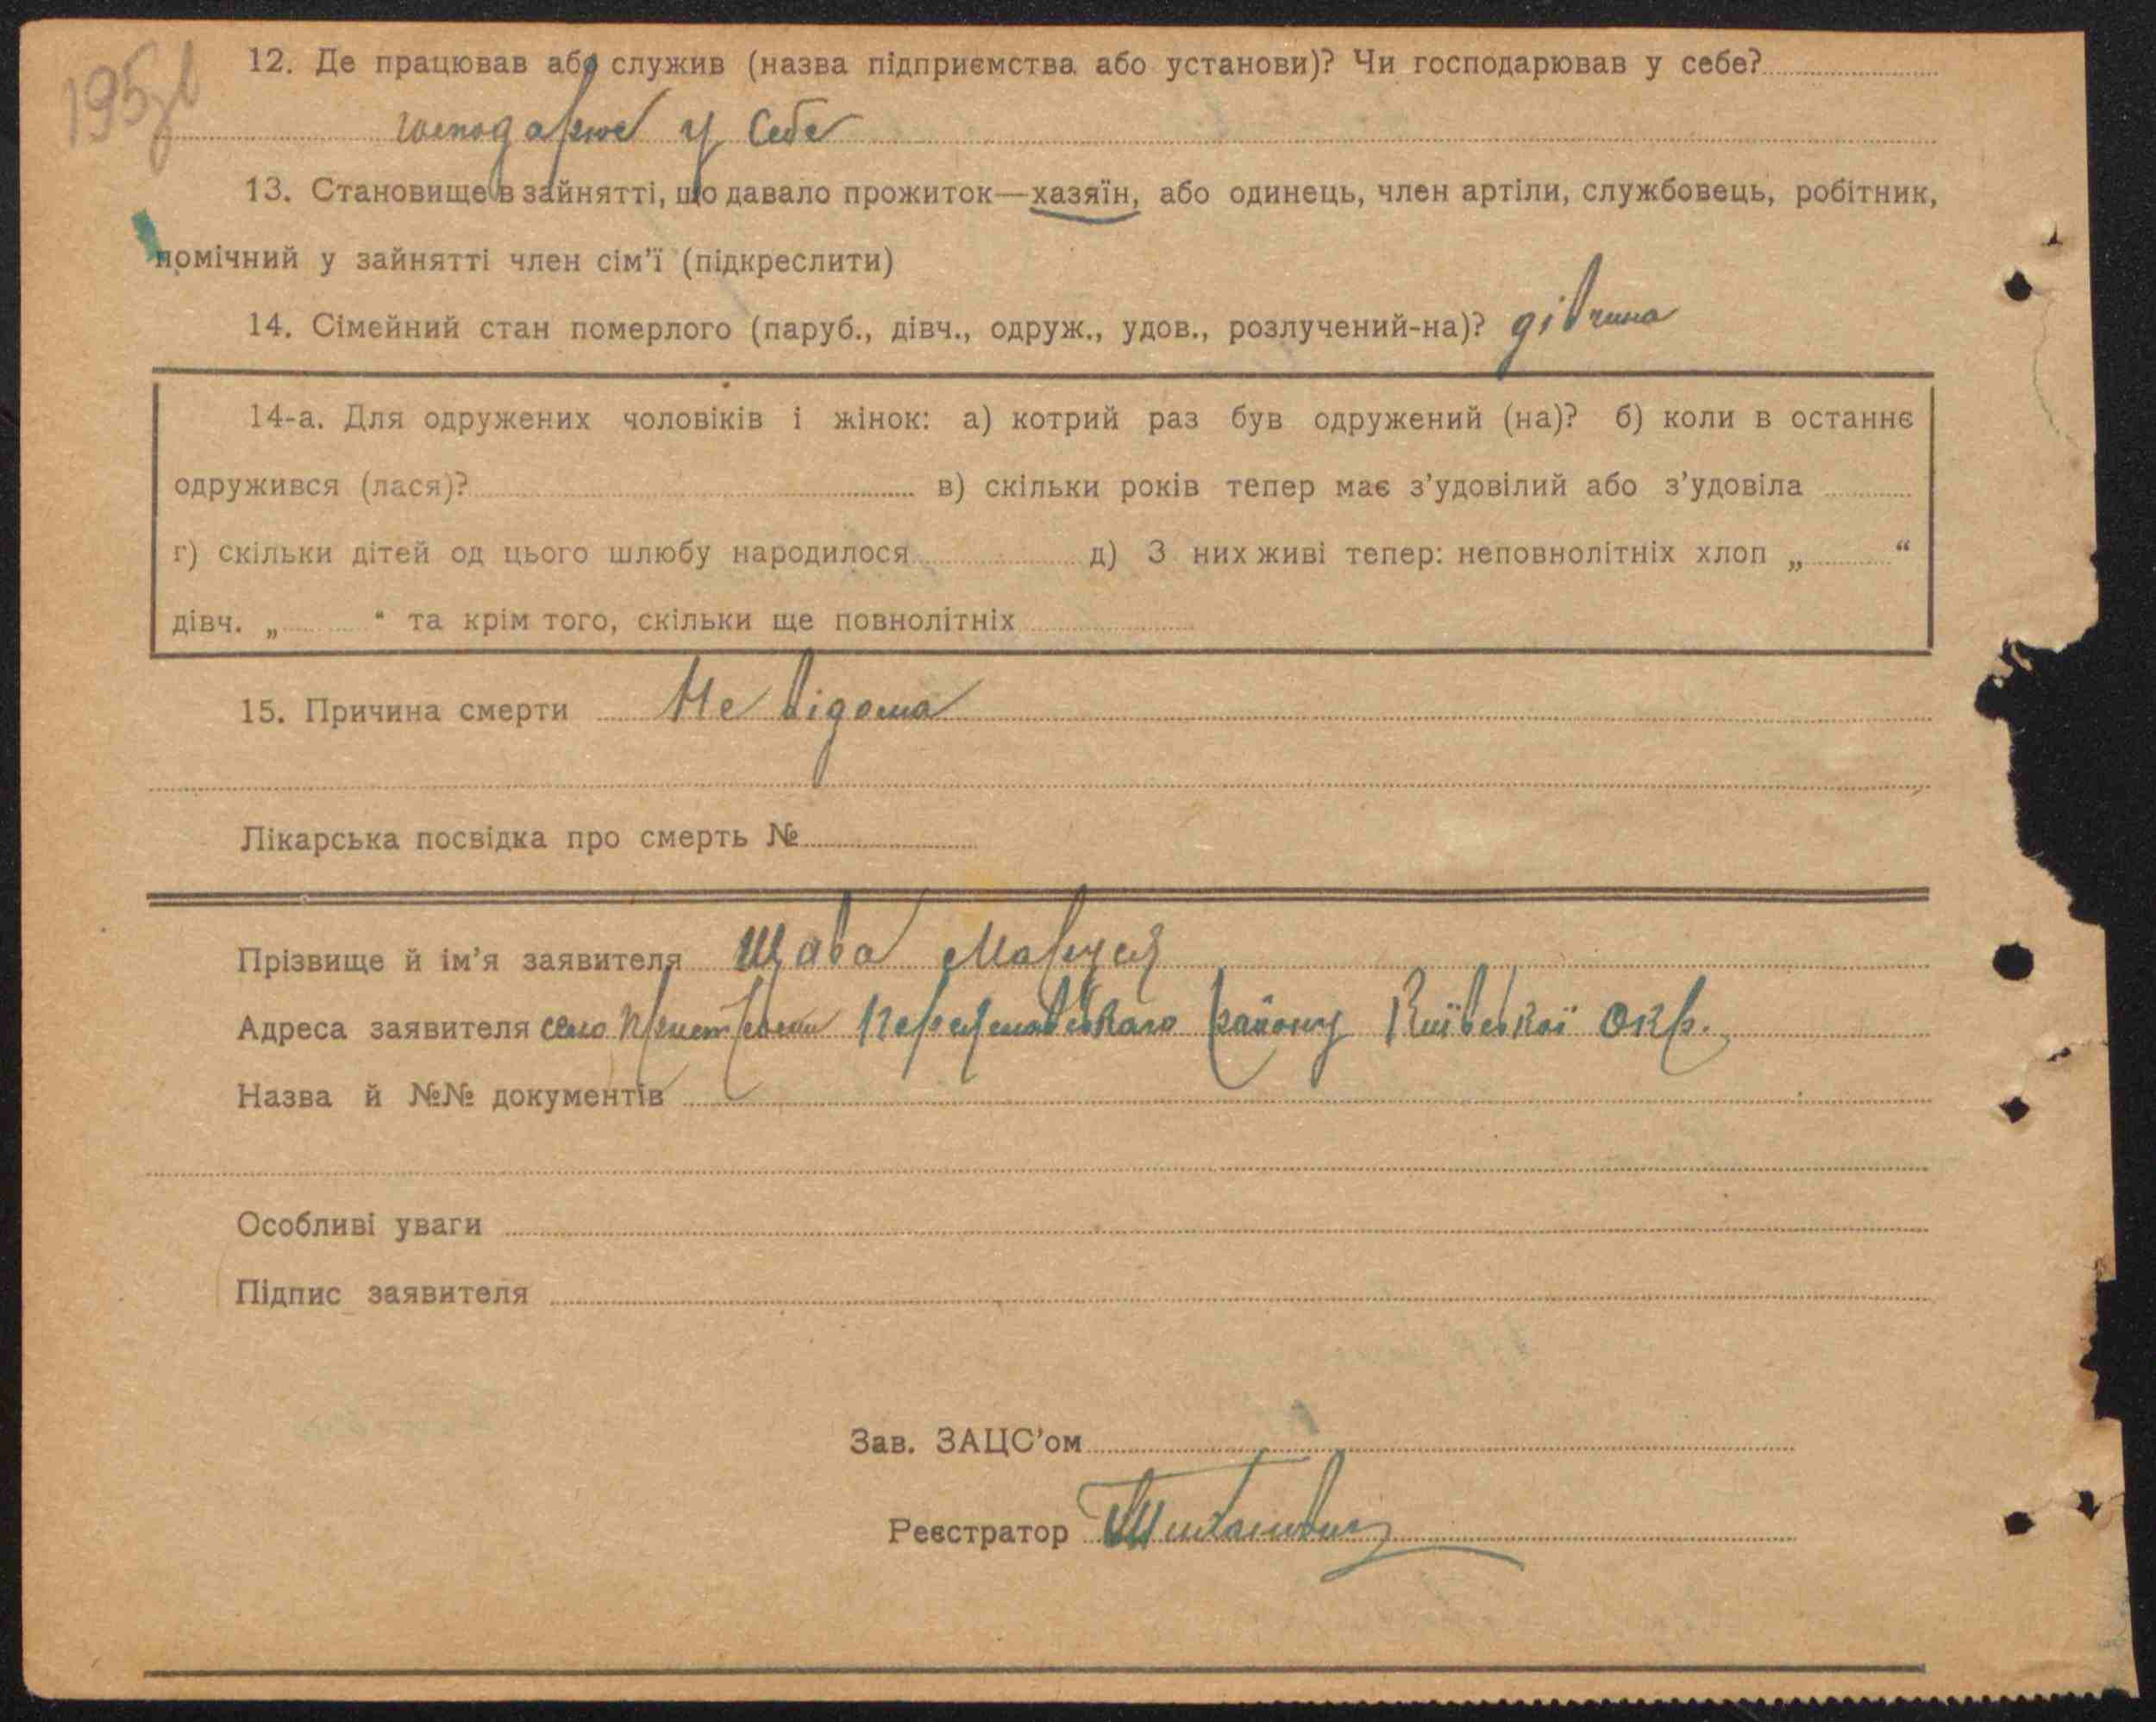 195зв
12. Де працював або служив (назва підприємства або установи)? Чи господарював у себе?
господарює у себе
13. Становище в зайнятті, що давало прожиток—хазяїн, або одинець, член артіли, службовець, робітник,
помічний у зайнятті член сім'ї (підкреслити)
14. Сімейний стан померлого (паруб., дівч., одруж., удов., розлучений-на)? дівчина
14-а. Для одружених чоловіків і жінок: а) котрий раз був одружений (на)? б) коли в останнє
одружився (лася)? в) скільки років тепер має з'удовілий або з'удовіла
г) скільки дітей од цього шлюбу народилося д) З них живі тепер: неповнолітніх хлоп „ “
дівч. „ “ та крім того, скільки ще повнолітніх
15. Причина смерти Не відома
Лікарська посвідка про смерть №
Прізвище й ім'я заявителя Щава
Адреса заявителя село району Київської Окр.
Назва й №№ документів
Особливі уваги
Підпис заявителя
Зав. ЗАЦС'ом
Реєстратор